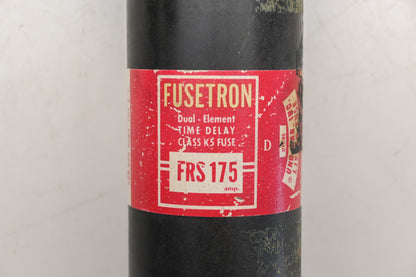 FUSETRON
Dual - Element
TIME DELAY
CLASS K5 FUSE
FRS 175
amp.
D